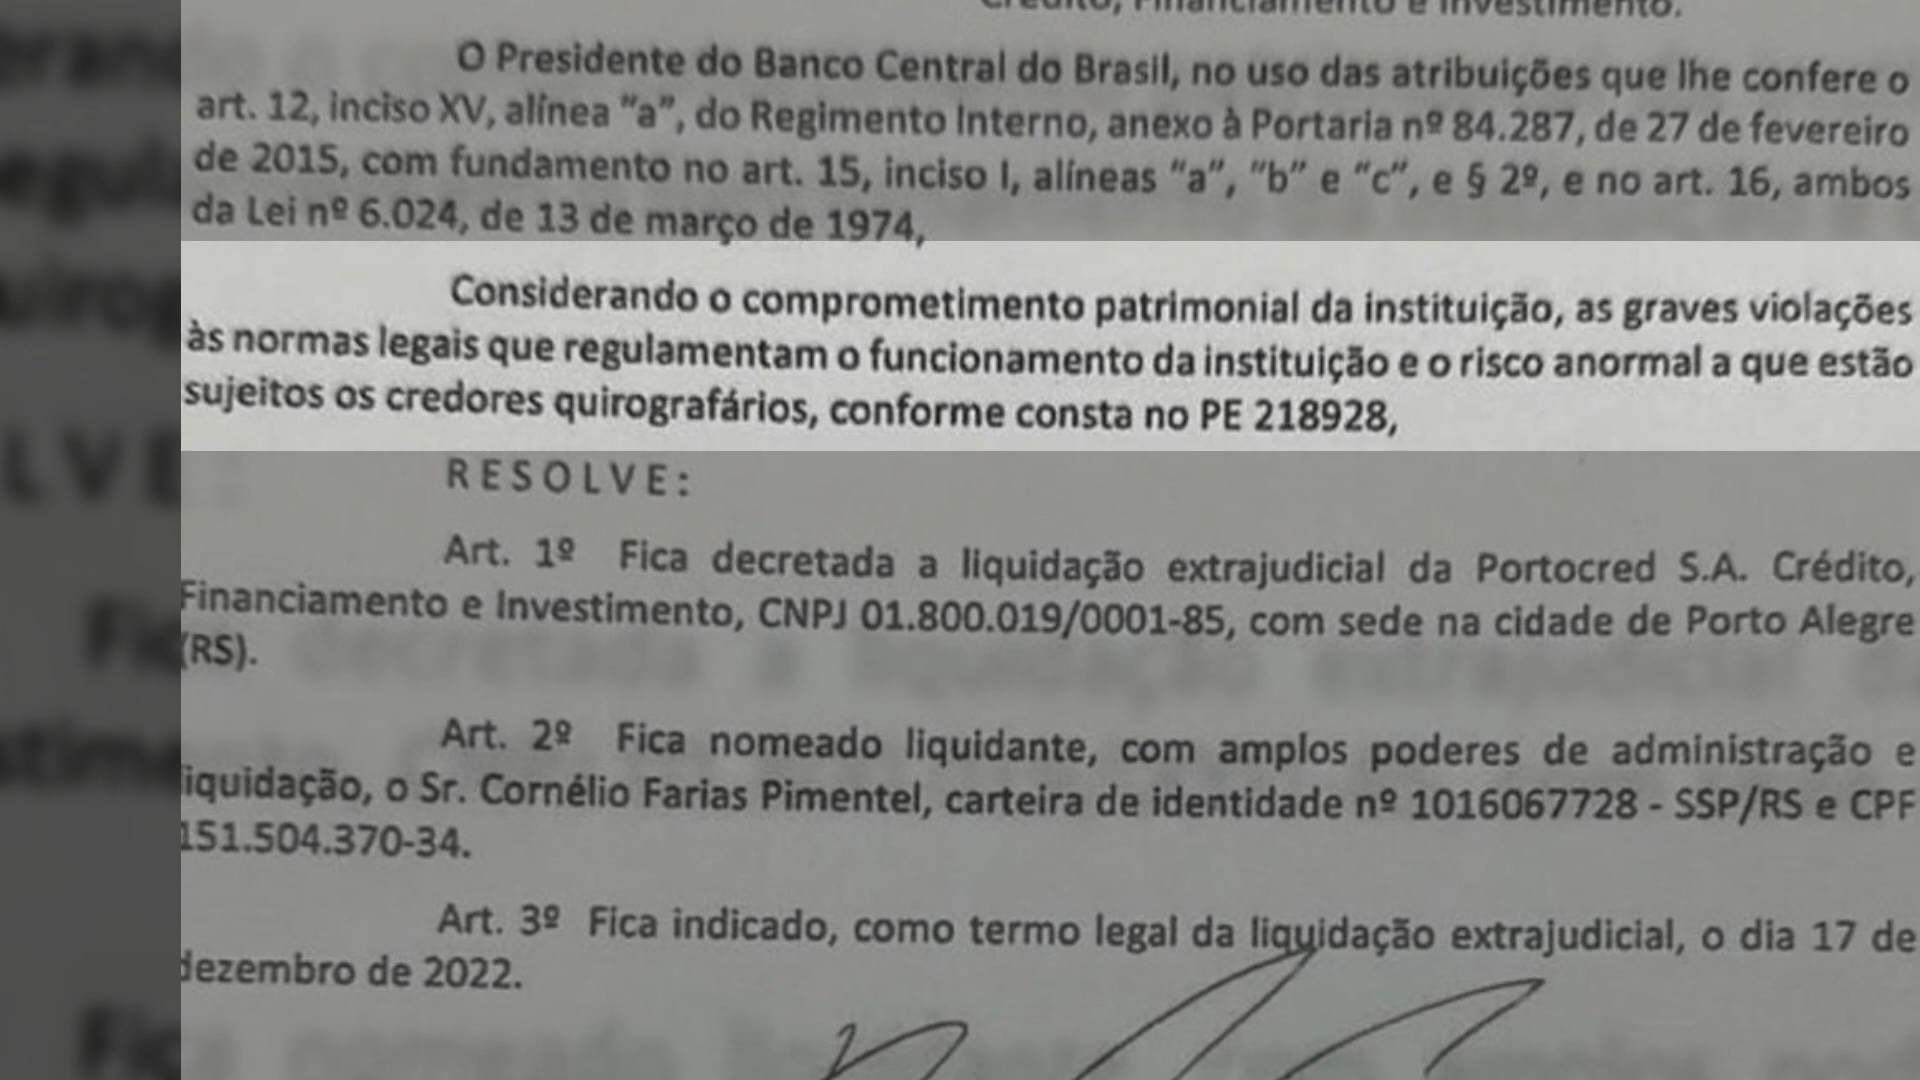 Crédito, Financiamento e Investimento.
O Presidente do Banco Central do Brasil, no uso das atribuições que lhe confere o
art. 12, inciso XV, alínea "a", do Regimento Interno, anexo à Portaria nº 84.287, de 27 de fevereiro
de 2015, com fundamento no art. 15, inciso I, alíneas "a", "b" e "c", e § 2º, e no art. 16, ambos
da Lei nº 6.024, de 13 de março de 1974,
Considerando o comprometimento patrimonial da instituição, as graves violações
às normas legais que regulamentam o funcionamento da instituição e o risco anormal a que estão
sujeitos os credores quirografários, conforme consta no PE 218928,
RESOLVE:
Art. 1º Fica decretada a liquidação extrajudicial da Portocred S.A. Crédito,
Financiamento e Investimento, CNPJ 01.800.019/0001-85, com sede na cidade de Porto Alegre
(RS).
Art. 2º Fica nomeado liquidante, com amplos poderes de administração e
liquidação, o Sr. Cornélio Farias Pimentel, carteira de identidade nº 1016067728 - SSP/RS e CPF
151.504.370-34.
Art. 3º Fica indicado, como termo legal da liquidação extrajudicial, o dia 17 de
dezembro de 2022.